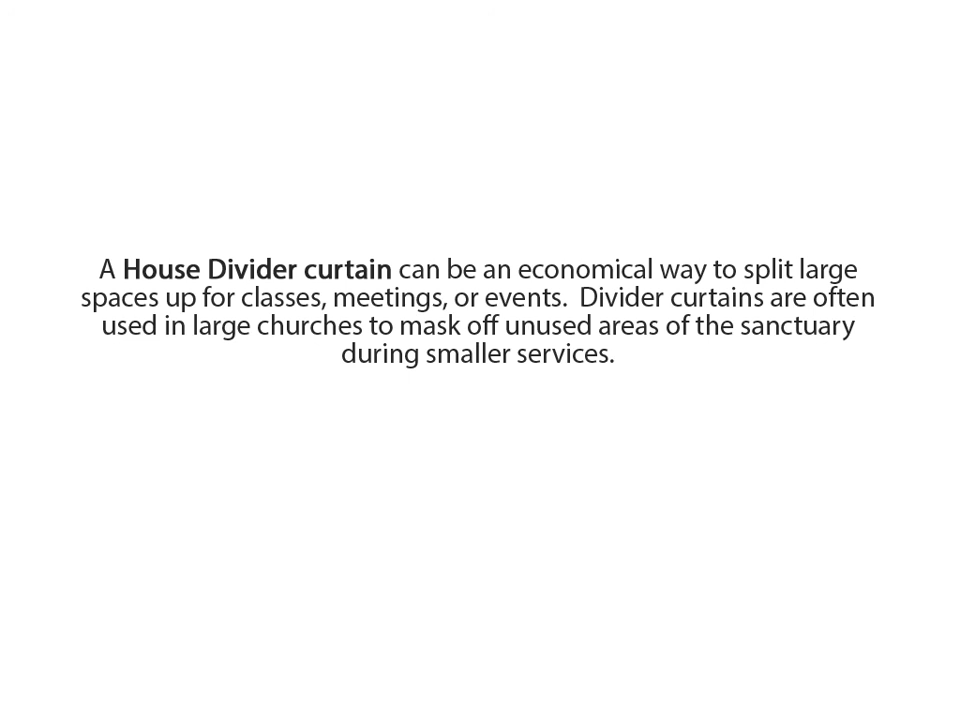 A House Divider curtain can be an economical way to split large
spaces up for classes, meetings, or events.  Divider curtains are often
used in large churches to mask off unused areas of the sanctuary
during smaller services.